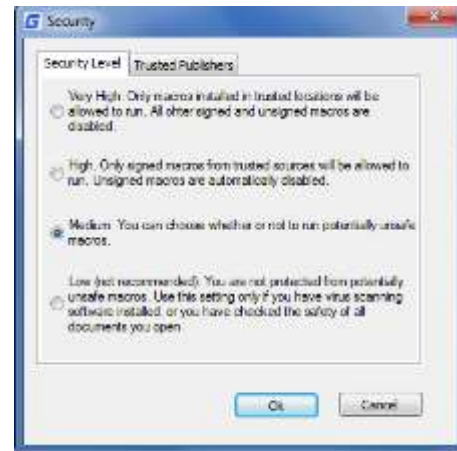 Security
Security Level Trusted Publishers
Very High. Only macros installed in trusted locations will be
allowed to run. All ohter signed and unsigned macros are
disabled.
High. Only signed macros from trusted sources will be allowed to
run. Unsigned macros are automatically disabled.
Medium. You can choose whether or not to run potentially unsafe
macros.
Low (not recommended). You are not protected from potentially
unsafe macros. Use this setting only if you have virus scanning
software installed, or you have checked the safety of all
documents you open.
Ok Cancel